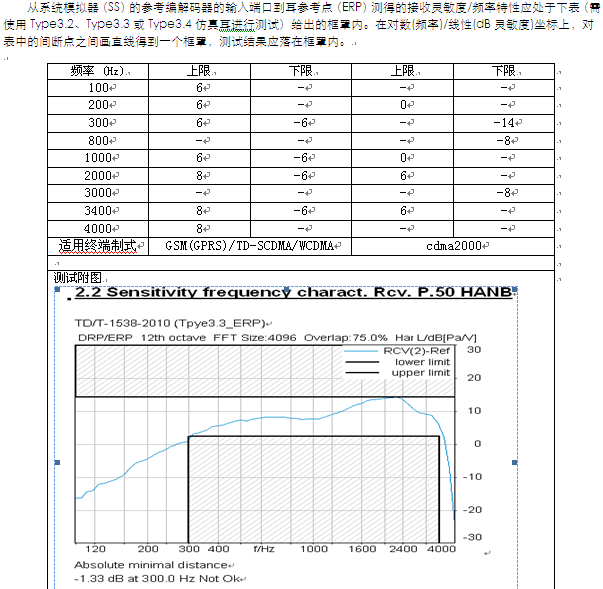 从系统模拟器 (SS) 的参考编解码器的输入端口到耳参考点 (ERP) 测得的接收灵敏度/频率特性应处于下表 (需
使用 Type3.2、Type3.3 或 Type3.4 仿真耳进行测试) 给出的框罩内。在对数(频率)/线性(dB 灵敏度)坐标上，对
表中的间断点之间画直线得到一个框罩，测试结果应落在框罩内。
频率 (Hz) 上限 下限 上限 下限
100 6 - - -
200 6 - 0 -
300 6 -6 - -14
800 - - - -8
1000 6 -6 0 -
2000 8 -6 6 -
3000 - - - -8
3400 8 -6 6 -
4000 8 - - -
适用终端制式 GSM(GPRS)/TD-SCDMA/WCDMA cdma2000
测试附图
2.2 Sensitivity frequency charact. Rcv. P.50 HANB
TD/T-1538-2010 (Tpye3.3_ERP)
DRP/ERP 12th octave FFT Size:4096 Overlap:75.0% Har L/dB[Pa/V]
RCV(2)-Ref
lower limit
upper limit
30
20
10
0
-10
-20
-30
120 200 300 400 f/Hz 1000 1600 2400 4000
Absolute minimal distance
-1.33 dB at 300.0 Hz Not Ok